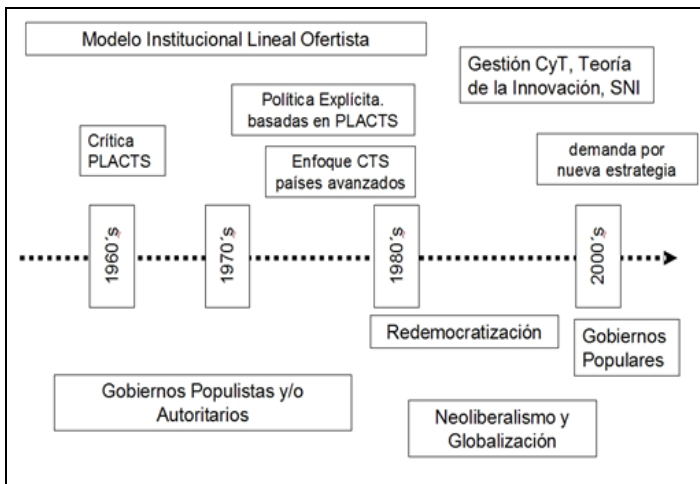 Modelo Institucional Lineal Ofertista
Gestión CyT, Teoría
de la Innovación, SNI
Política Explícita.
basadas en PLACTS
Crítica
PLACTS
Enfoque CTS
países avanzados
demanda por
nueva estrategia
1960´s
1970´s
1980´s
2000´s
Redemocratización
Gobiernos
Populares
Gobiernos Populistas y/o
Autoritarios
Neoliberalismo y
Globalización